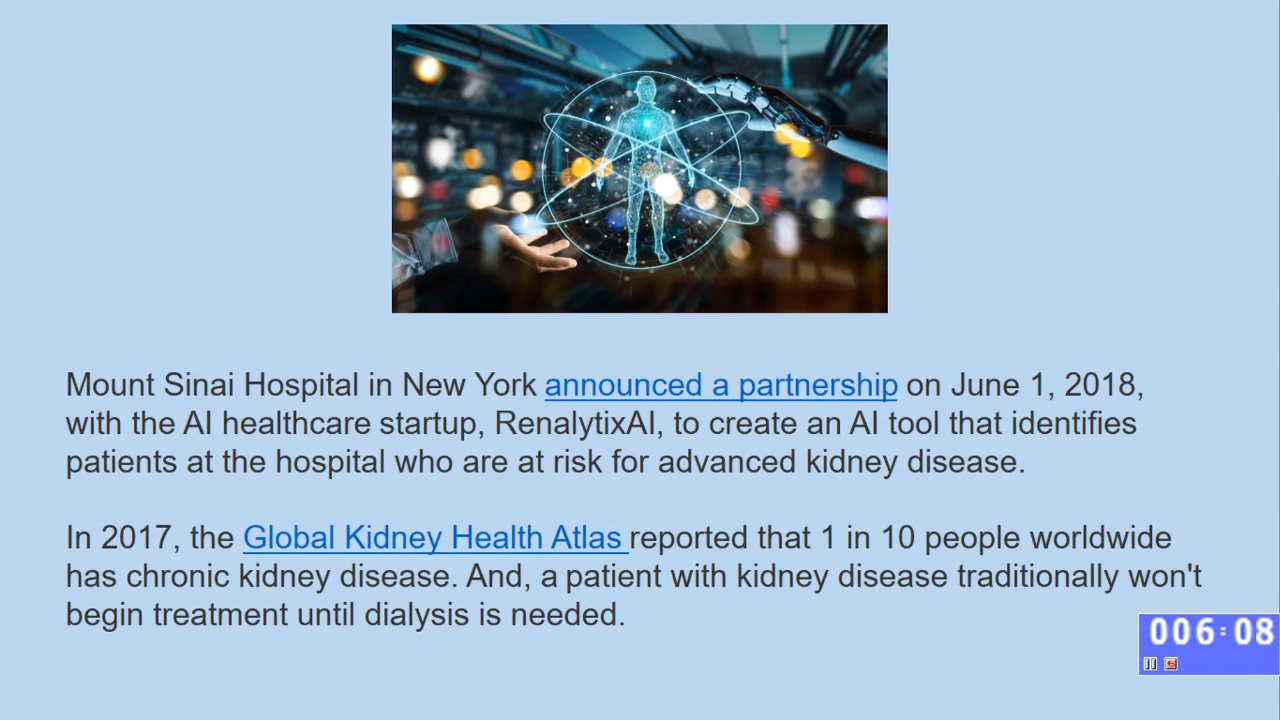 Mount Sinai Hospital in New York announced a partnership on June 1, 2018,
with the AI healthcare startup, RenalytixAI, to create an AI tool that identifies
patients at the hospital who are at risk for advanced kidney disease.
In 2017, the Global Kidney Health Atlas reported that 1 in 10 people worldwide
has chronic kidney disease. And, a patient with kidney disease traditionally won't
begin treatment until dialysis is needed.
006:08